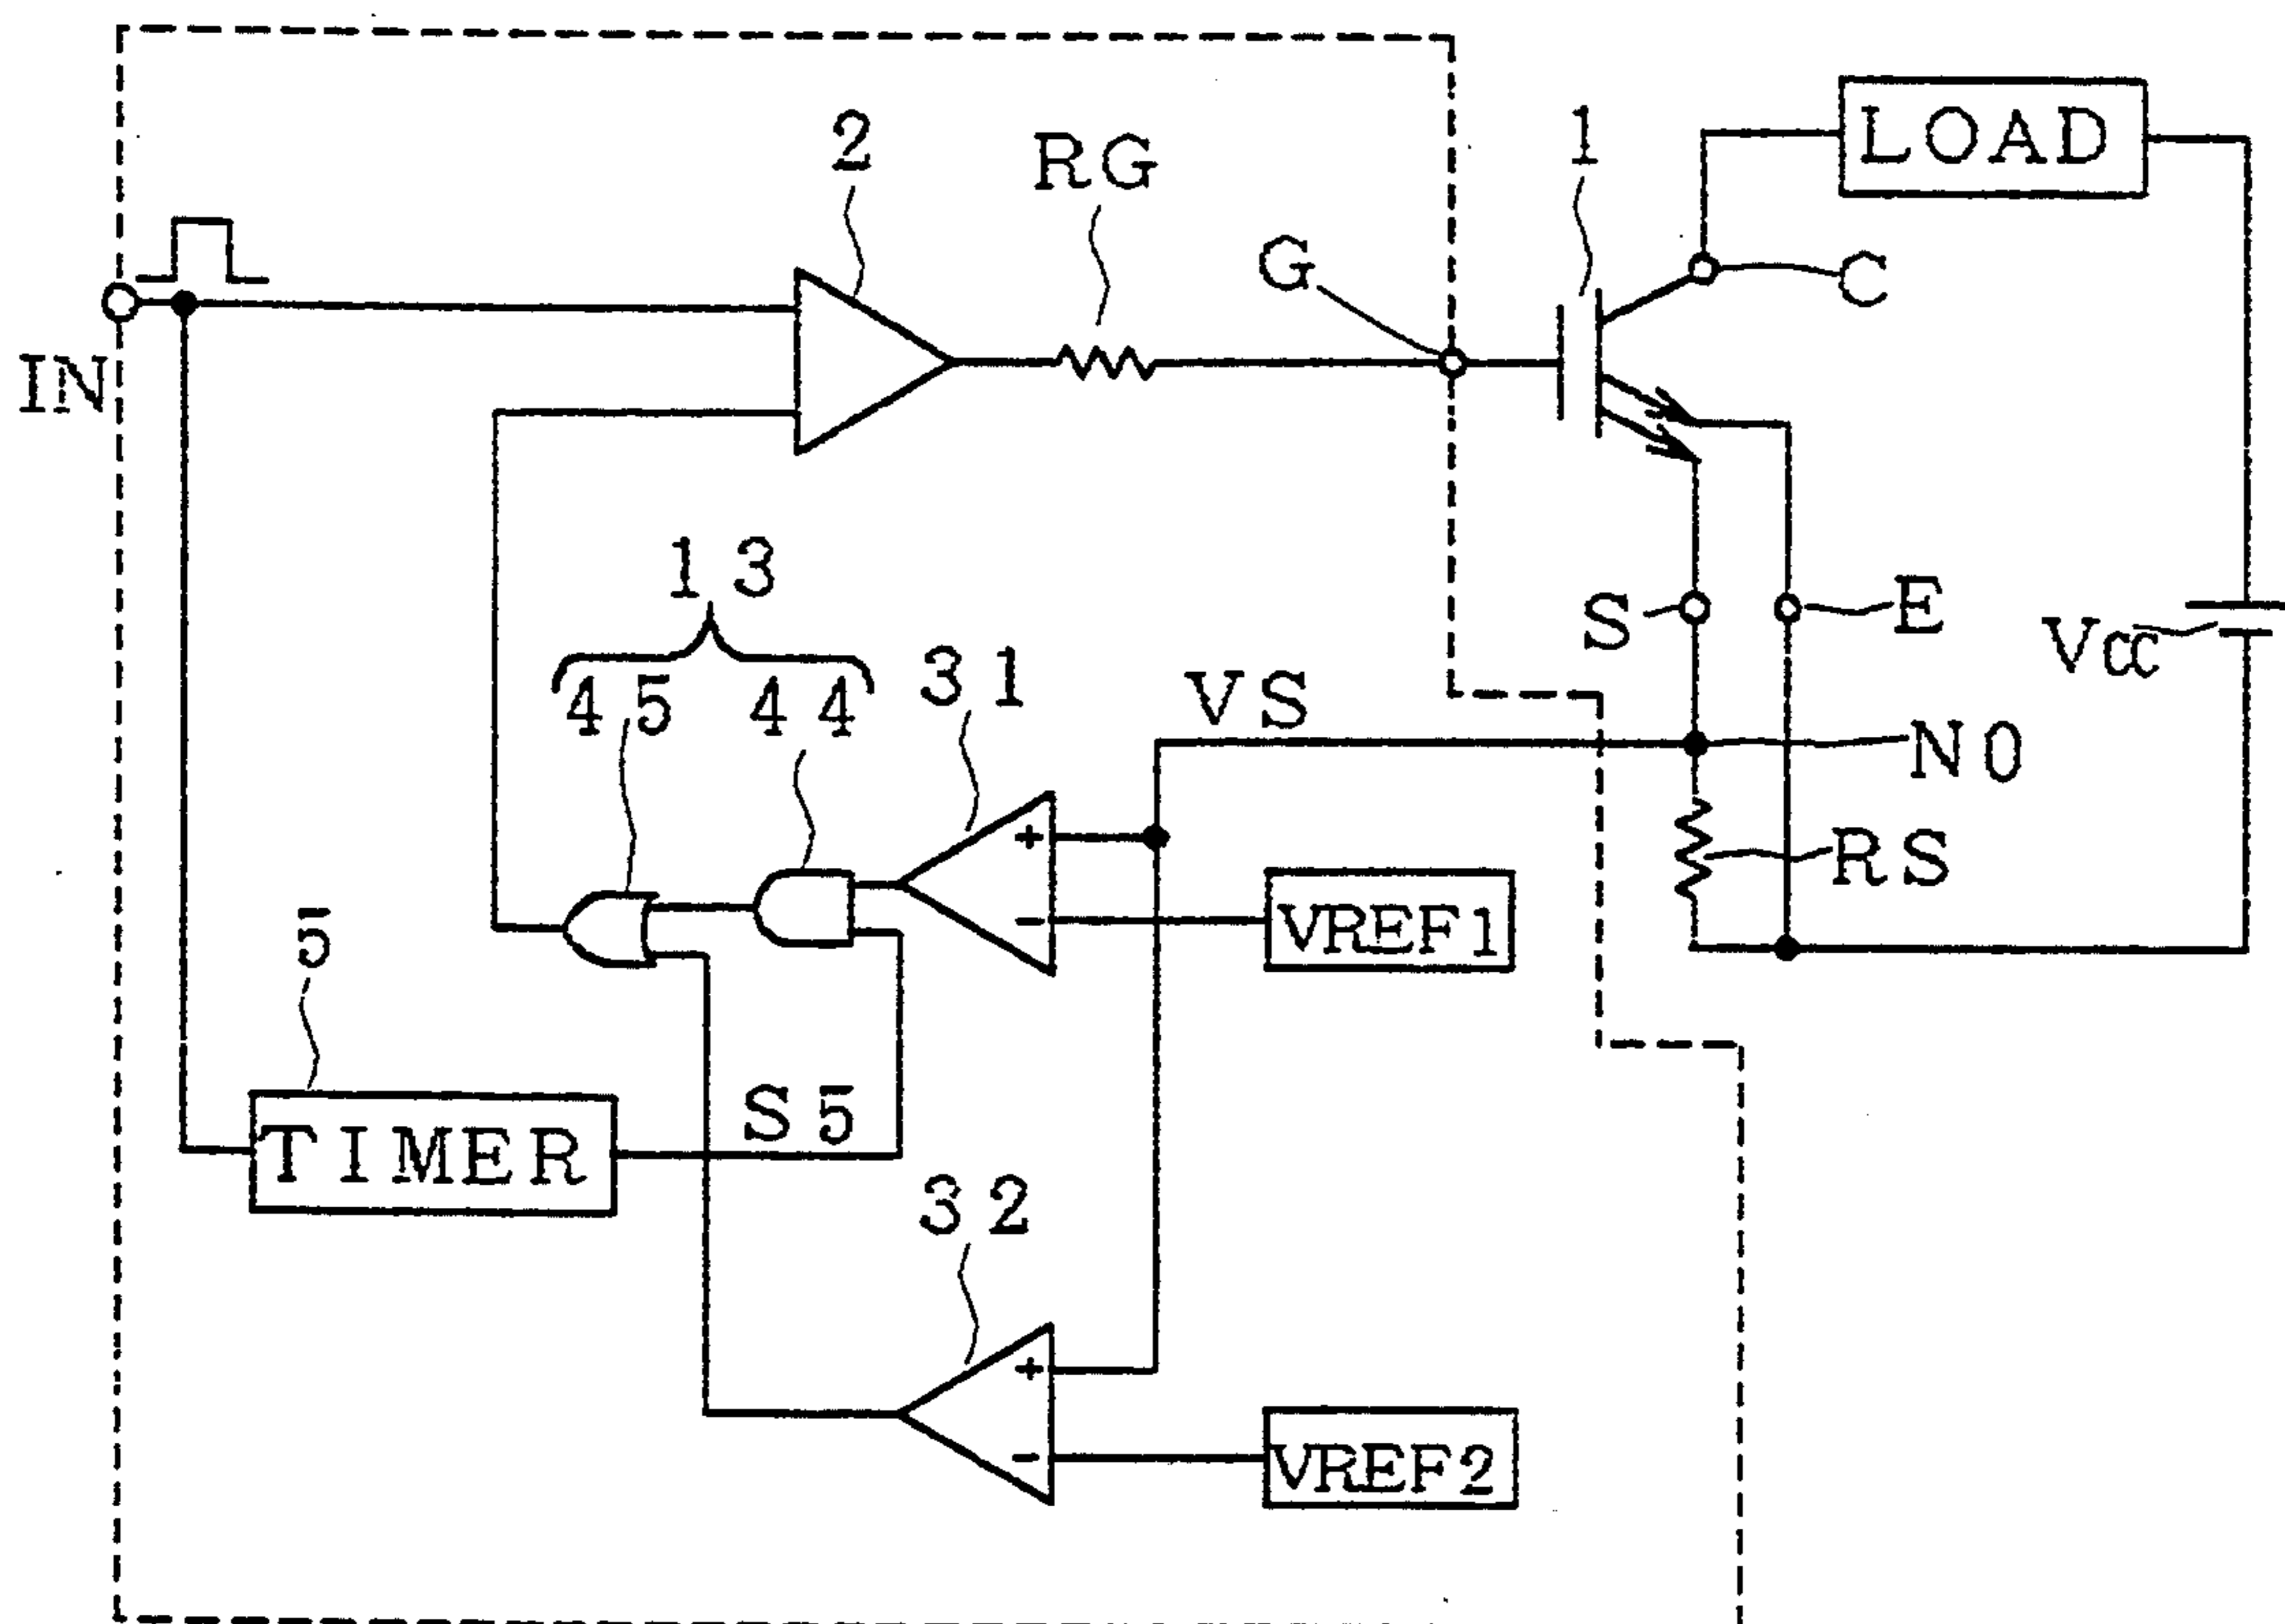 LOAD
2
RG
1
G
C
IN
13
S
E
VCC
45
44
31
VS
N0
+
RS
-
VREF1
5
S5
TIMER
32
+
-
VREF2